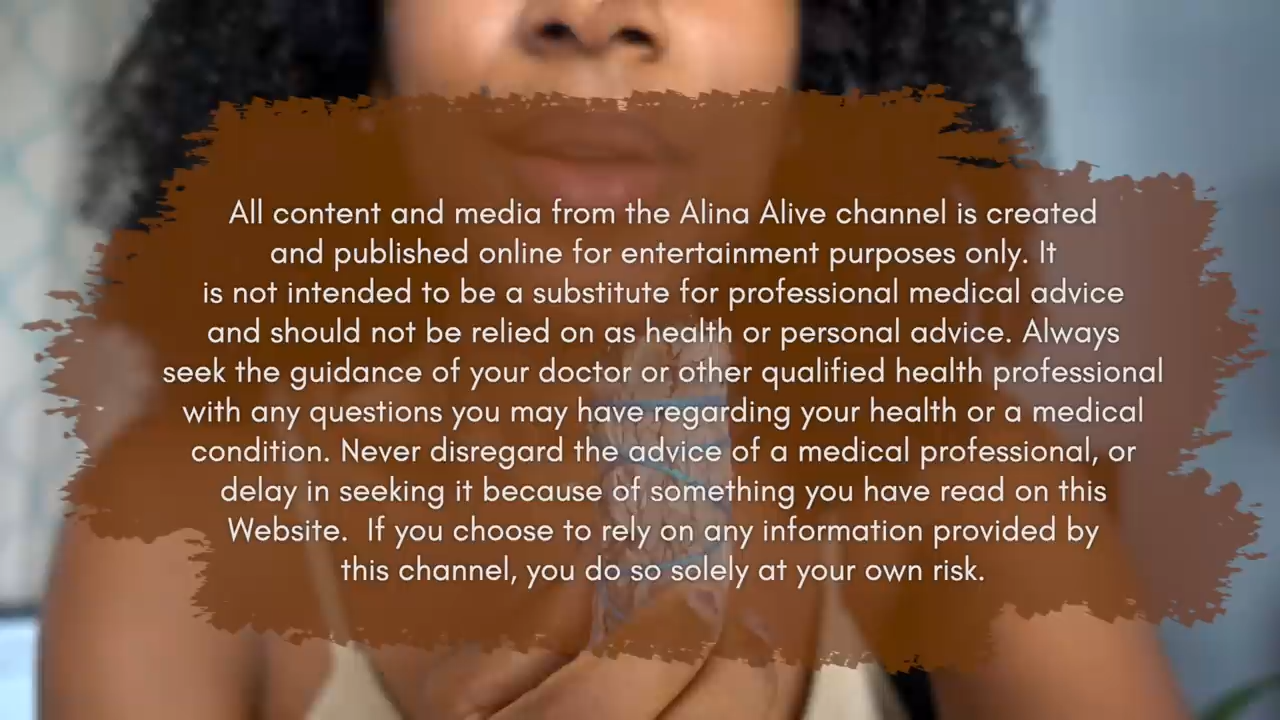 All content and media from the Alina Alive channel is created
and published online for entertainment purposes only. It
is not intended to be a substitute for professional medical advice
and should not be relied on as health or personal advice. Always
seek the guidance of your doctor or other qualified health professional
with any questions you may have regarding your health or a medical
condition. Never disregard the advice of a medical professional, or
delay in seeking it because of something you have read on this
Website.  If you choose to rely on any information provided by
this channel, you do so solely at your own risk.